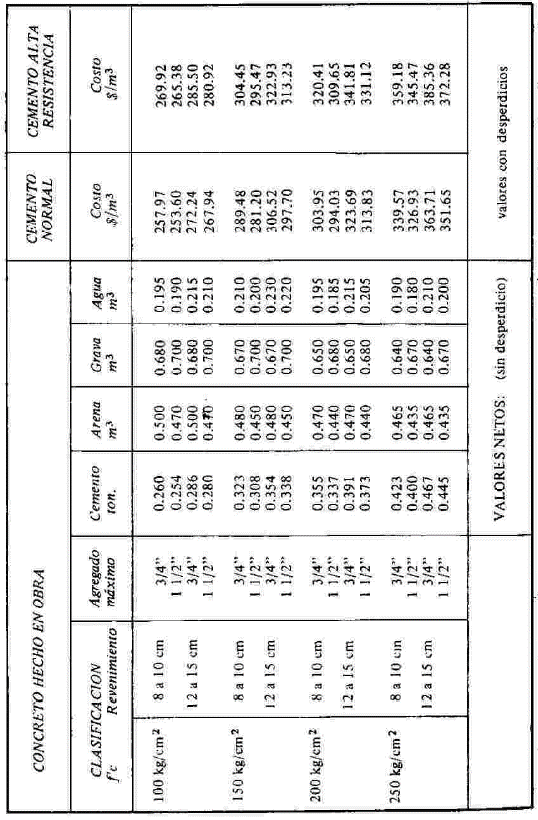 CONCRETO HECHO EN OBRA CEMENTO NORMAL CEMENTO ALTA RESISTENCIA
CLASIFICACION f'c Revenimiento Agregado máximo Cemento ton. Arena m³ Grava m³ Agua m³ Costo $/m³ Costo $/m³
100 kg/cm² 8 a 10 cm 3/4" 0.260 0.500 0.680 0.195 257.97 269.92
1 1/2" 0.254 0.470 0.700 0.190 253.60 265.38
12 a 15 cm 3/4" 0.286 0.500 0.680 0.215 272.24 285.50
1 1/2" 0.280 0.470 0.700 0.210 267.94 280.92
150 kg/cm² 8 a 10 cm 3/4" 0.323 0.480 0.670 0.210 289.48 304.45
1 1/2" 0.308 0.450 0.700 0.200 281.20 295.47
12 a 15 cm 3/4" 0.354 0.480 0.670 0.230 306.52 322.93
1 1/2" 0.338 0.450 0.700 0.220 297.70 313.23
200 kg/cm² 8 a 10 cm 3/4" 0.355 0.470 0.650 0.195 303.95 320.41
1 1/2" 0.337 0.440 0.680 0.185 294.03 309.65
12 a 15 cm 3/4" 0.391 0.470 0.650 0.215 323.69 341.81
1 1/2" 0.373 0.440 0.680 0.205 313.83 331.12
250 kg/cm² 8 a 10 cm 3/4" 0.423 0.465 0.640 0.190 339.57 359.18
1 1/2" 0.400 0.435 0.670 0.180 326.93 345.47
12 a 15 cm 3/4" 0.467 0.465 0.640 0.210 363.71 385.36
1 1/2" 0.445 0.435 0.670 0.200 351.65 372.28
VALORES NETOS: (sin desperdicio) valores con desperdicios